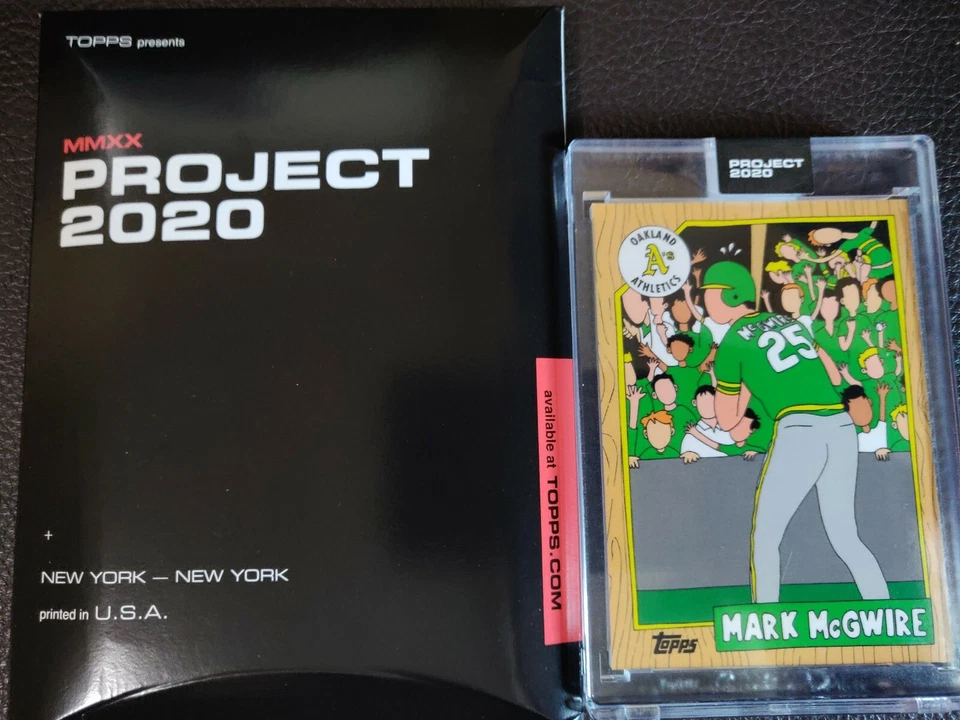 TOPPS presents
MMXX
PROJECT
2020
+
NEW YORK — NEW YORK
printed in U.S.A.
available at TOPPS.COM
PROJECT
2020
OAKLAND
A's
ATHLETICS
McGWIRE
25
topps
MARK McGWIRE